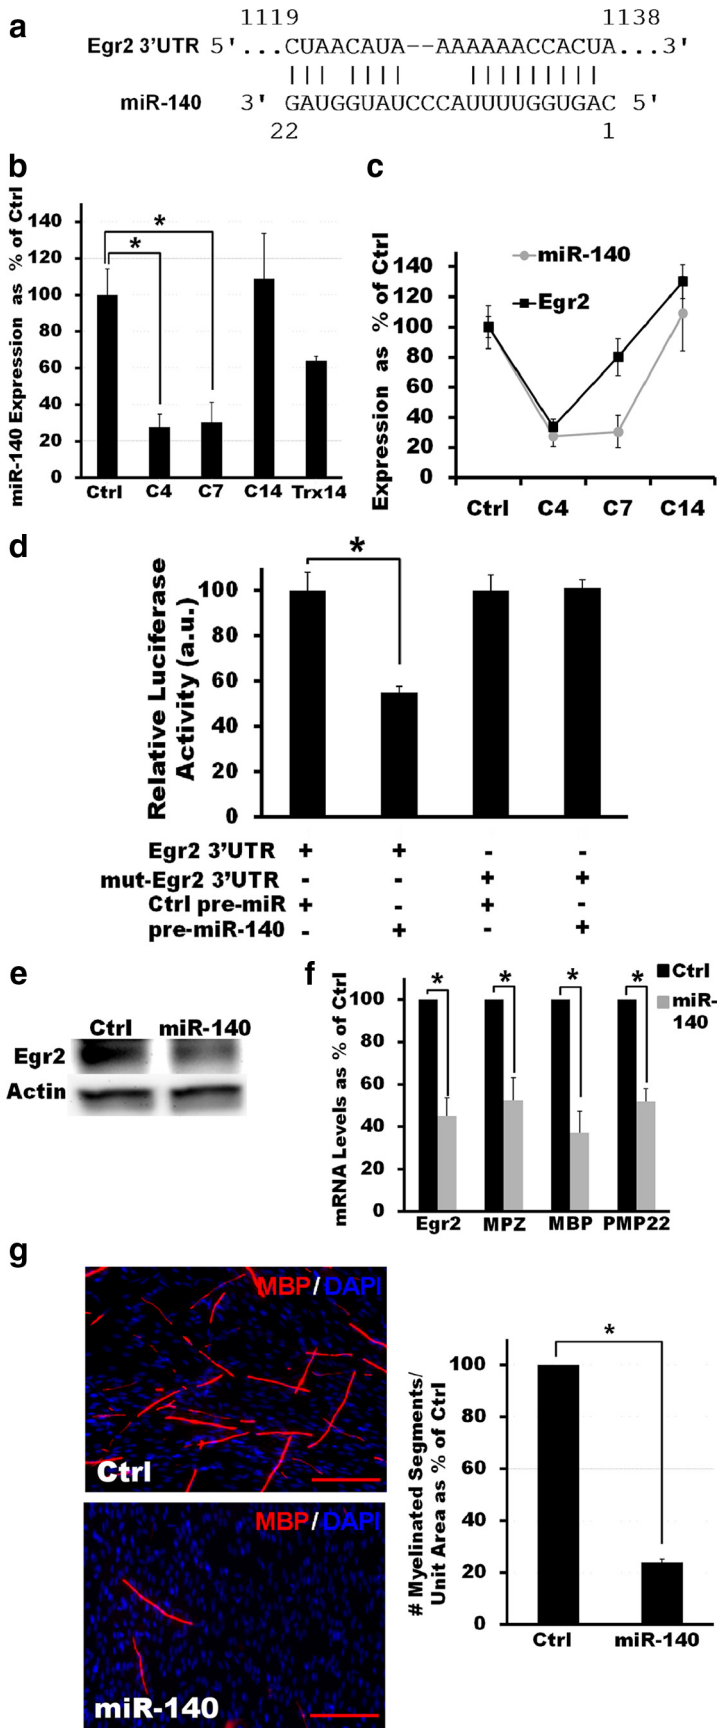 a
1119 1138
Egr2 3'UTR 5'...CUAACAUA--AAAAAACCACUA...3'
miR-140 3' GAUGGUAUCCCAUUUUGGUGAC 5'
22 1
b
miR-140 Expression as % of Ctrl
140
120
100
80
60
40
20
0
* *
Ctrl C4 C7 C14 Trx14
c
Expression as % of Ctrl
140
120
100
80
60
40
20
0
miR-140
Egr2
Ctrl C4 C7 C14
d
Relative Luciferase
Activity (a.u.)
100
80
60
40
20
0
*
Egr2 3'UTR + + - -
mut-Egr2 3'UTR - - + +
Ctrl pre-miR + - + -
pre-miR-140 - + - +
e
Ctrl miR-140
Egr2
Actin
f
mRNA Levels as % of Ctrl
100
80
60
40
20
0
* * * *
Ctrl
miR-
140
Egr2 MPZ MBP PMP22
g
MBP/DAPI
Ctrl
MBP/DAPI
miR-140
# Myelinated Segments/
Unit Area as % of Ctrl
100
80
60
40
20
0
*
Ctrl miR-140